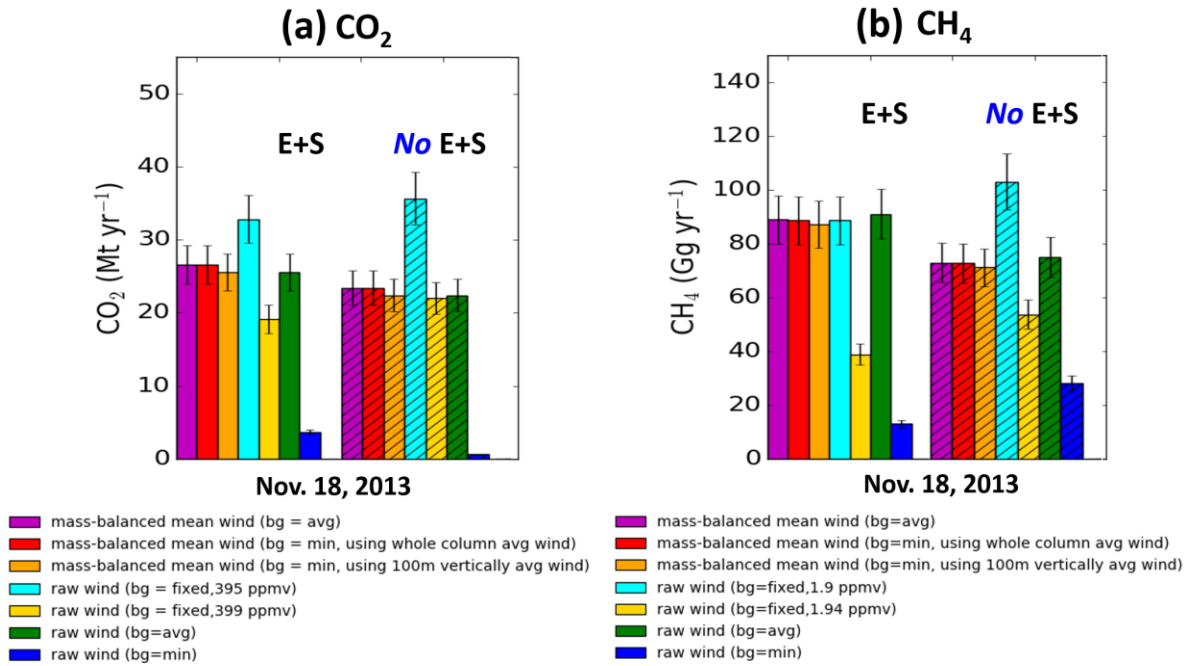 (a) CO₂
50
40
30
20
10
0
CO₂ (Mt yr⁻¹)
E+S
No E+S
Nov. 18, 2013
mass-balanced mean wind (bg = avg)
mass-balanced mean wind (bg = min, using whole column avg wind)
mass-balanced mean wind (bg = min, using 100m vertically avg wind)
raw wind (bg = fixed,395 ppmv)
raw wind (bg = fixed,399 ppmv)
raw wind (bg=avg)
raw wind (bg=min)
(b) CH₄
140
120
100
80
60
40
20
0
CH₄ (Gg yr⁻¹)
E+S
No E+S
Nov. 18, 2013
mass-balanced mean wind (bg=avg)
mass-balanced mean wind (bg=min, using whole column avg wind)
mass-balanced mean wind (bg=min, using 100m vertically avg wind)
raw wind (bg=fixed,1.9 ppmv)
raw wind (bg=fixed,1.94 ppmv)
raw wind (bg=avg)
raw wind (bg=min)